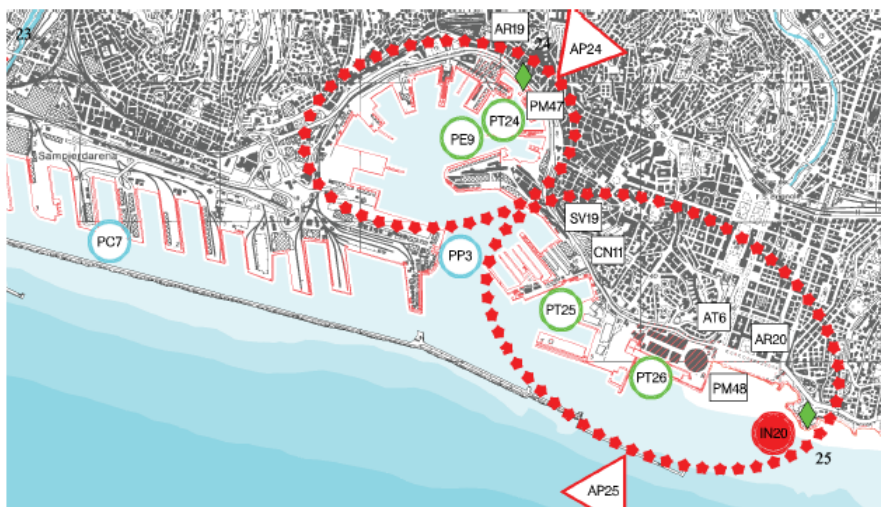 23
AR19
24
AP24
PM47
PT24
PE9
Sampierdarena
SV19
PC7
PP3
CN11
PT25
AT6
AR20
PT26
PM48
IN20
25
AP25